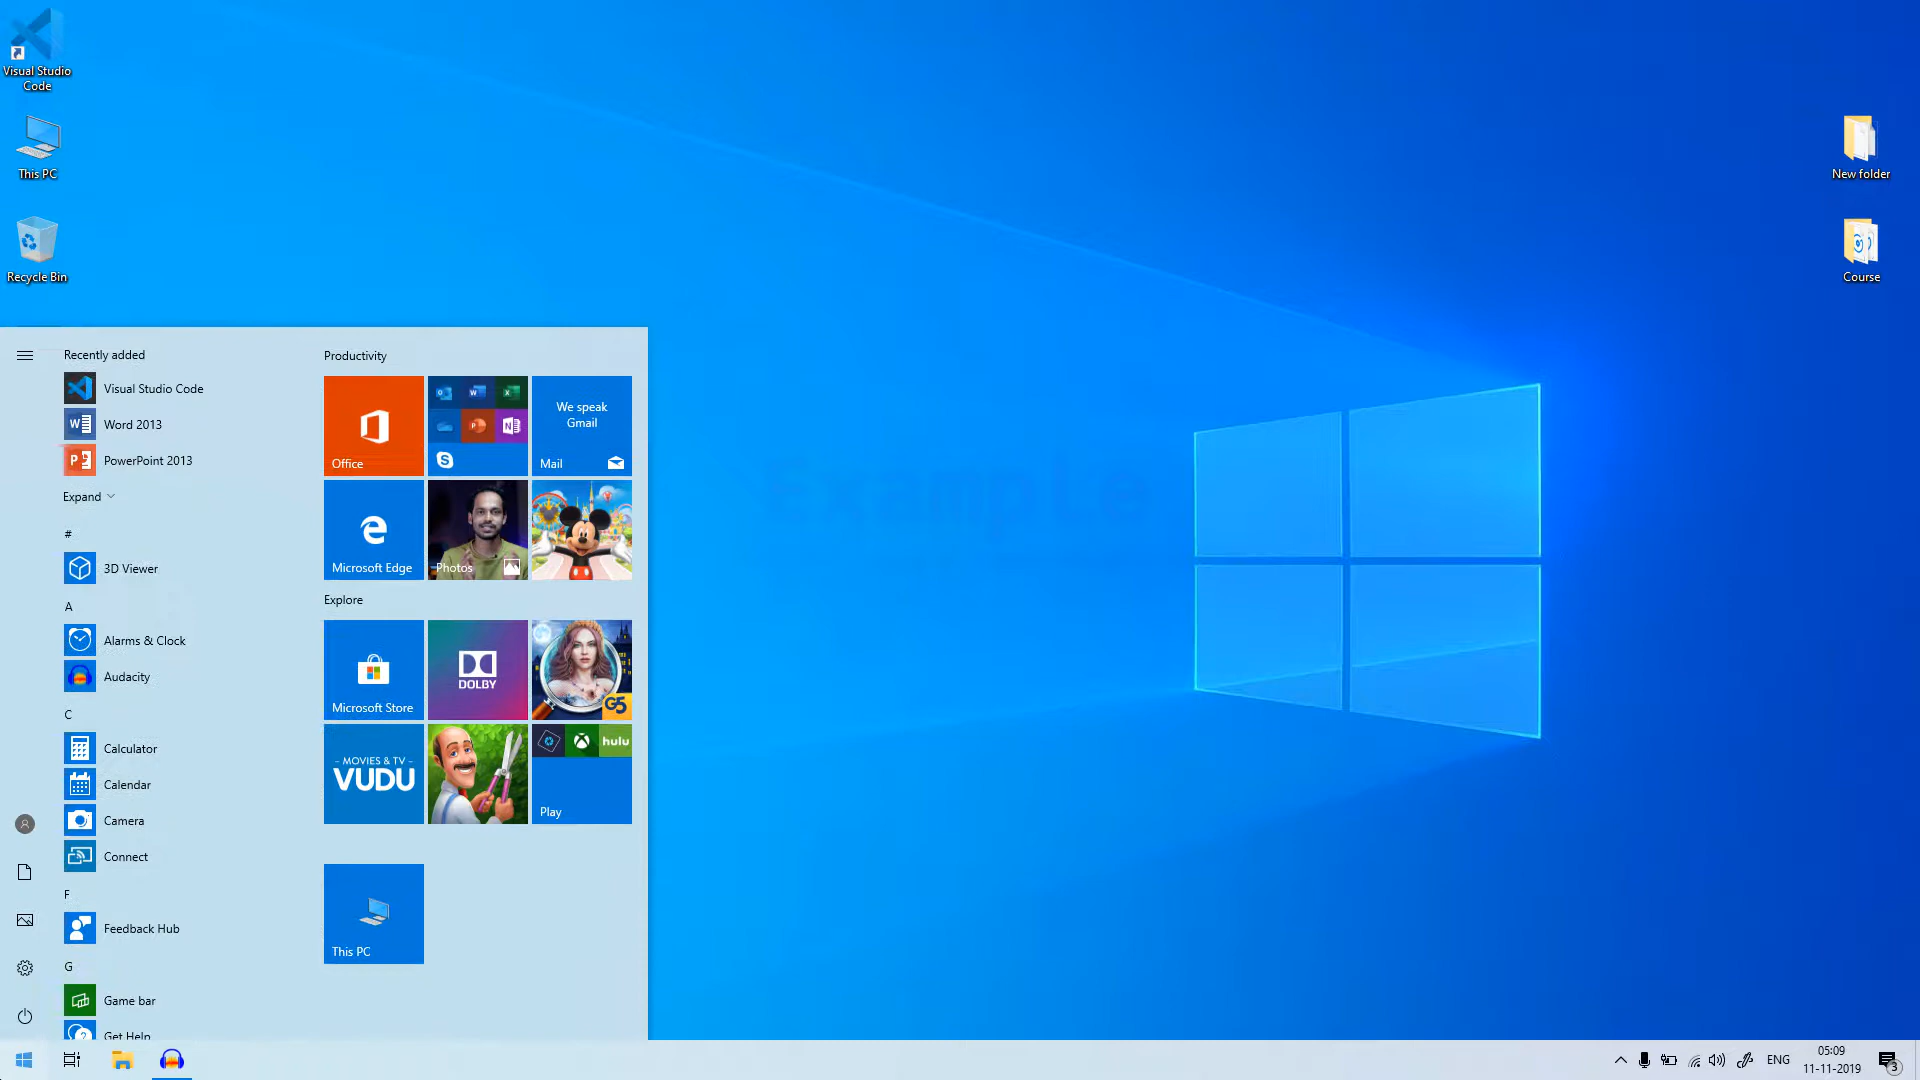 Visual Studio
Code
This PC
Recycle Bin
New folder
Course
Recently added
Visual Studio Code
Word 2013
PowerPoint 2013
Expand
#
3D Viewer
A
Alarms & Clock
Audacity
C
Calculator
Calendar
Camera
Connect
F
Feedback Hub
G
Game bar
Get Help
Productivity
Office
We speak
Gmail
Mail
Microsoft Edge
Photos
Explore
Microsoft Store
DOLBY
G5
- MOVIES & TV -
VUDU
hulu
Play
This PC
Example
ENG
05:09
11-11-2019
3